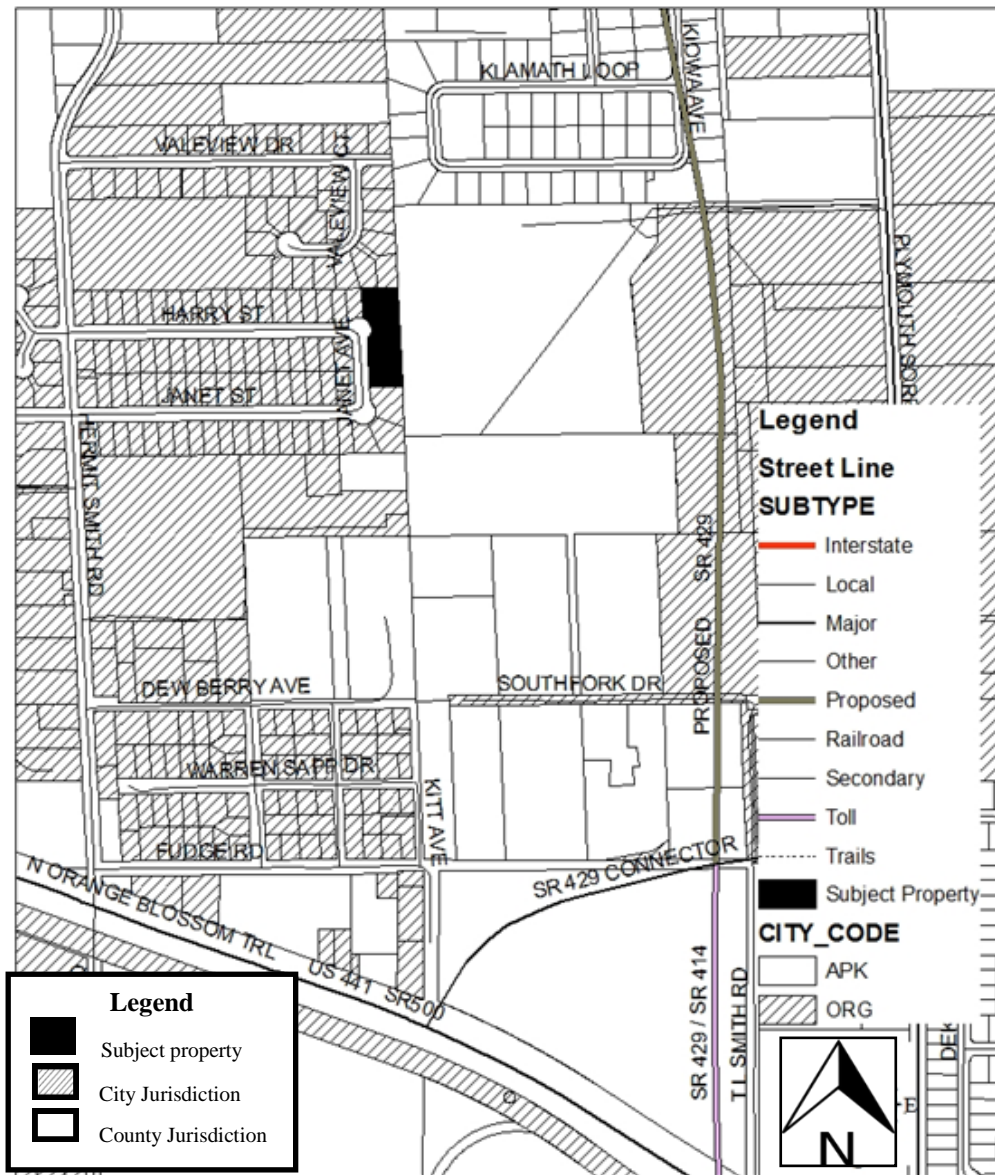 KLAMATH LOOP
KIOWA AVE
VALEVIEW DR
VALEVIEW CT
PLYMOUTH SORR
HARRY ST
JANET AVE
JANET ST
HERMIT SMITH RD
PROPOSED SR 429
DEW BERRY AVE
SOUTHFORK DR
WARREN SAPP DR
KITT AVE
FUDGE RD
SR 429 CONNECTOR
N ORANGE BLOSSOM TRL
US 441 SR500
SR 429 / SR 414
T L SMITH RD
DEK
E
Legend
Street Line
SUBTYPE
Interstate
Local
Major
Other
Proposed
Railroad
Secondary
Toll
Trails
Subject Property
CITY_CODE
APK
ORG
Legend
Subject property
City Jurisdiction
County Jurisdiction
N